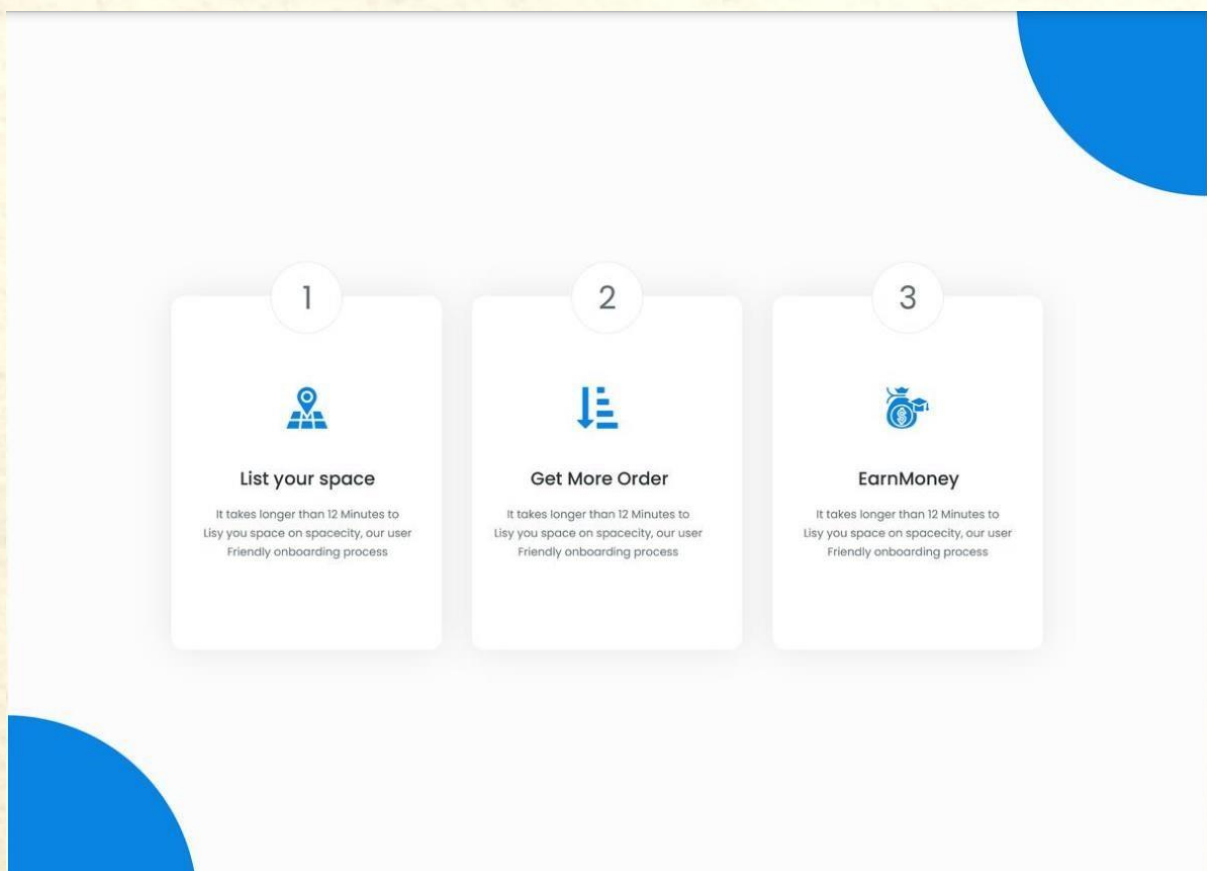 1
List your space
It takes longer than 12 Minutes to
Lisy you space on spacecity, our user
Friendly onboarding process
2
Get More Order
It takes longer than 12 Minutes to
Lisy you space on spacecity, our user
Friendly onboarding process
3
EarnMoney
It takes longer than 12 Minutes to
Lisy you space on spacecity, our user
Friendly onboarding process